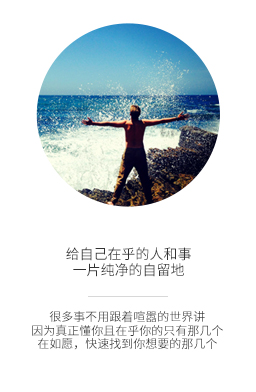 给自己在乎的人和事
一片纯净的自留地
很多事不用跟着喧嚣的世界讲
因为真正懂你且在乎你的只有那几个
在如愿，快速找到你想要的那几个